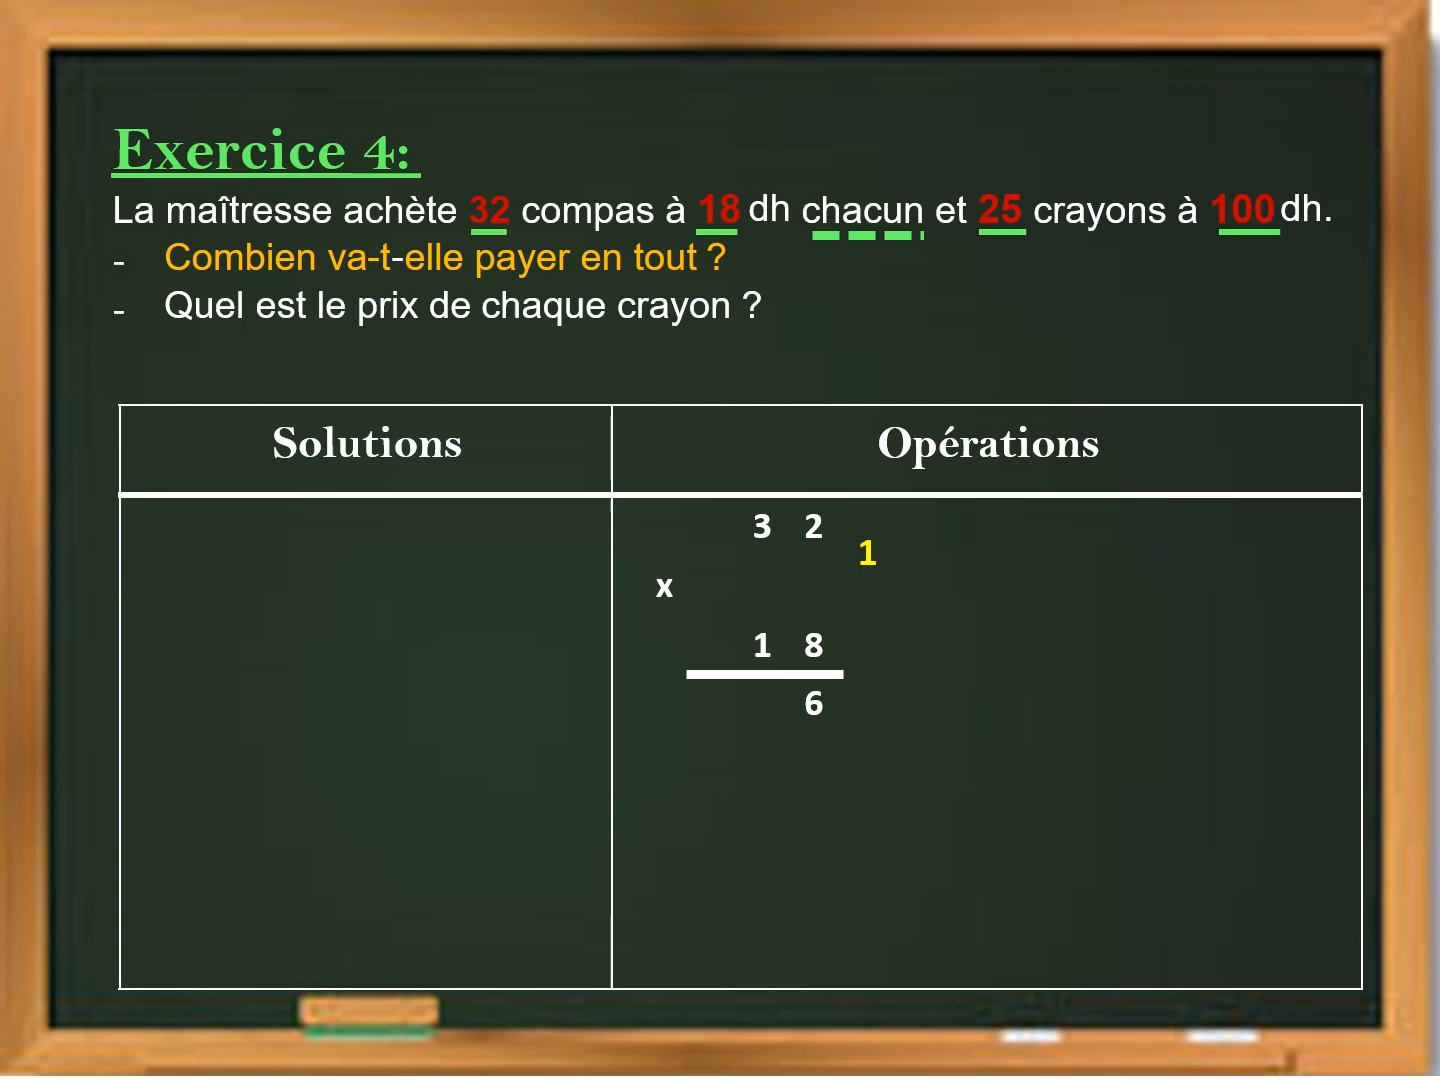 Exercice 4:
La maîtresse achète 32 compas à 18 dh chacun et 25 crayons à 100 dh.
- Combien va-t-elle payer en tout ?
- Quel est le prix de chaque crayon ?
Solutions Opérations
3 2
1
x
1 8
6